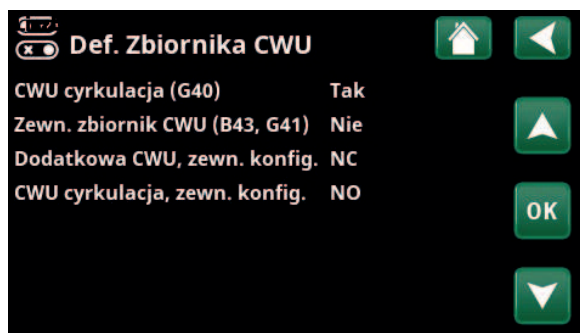 Def. Zbiornika CWU
CWU cyrkulacja (G40) Tak
Zewn. zbiornik CWU (B43, G41) Nie
Dodatkowa CWU, zewn. konfig. NC
CWU cyrkulacja, zewn. konfig. NO
OK